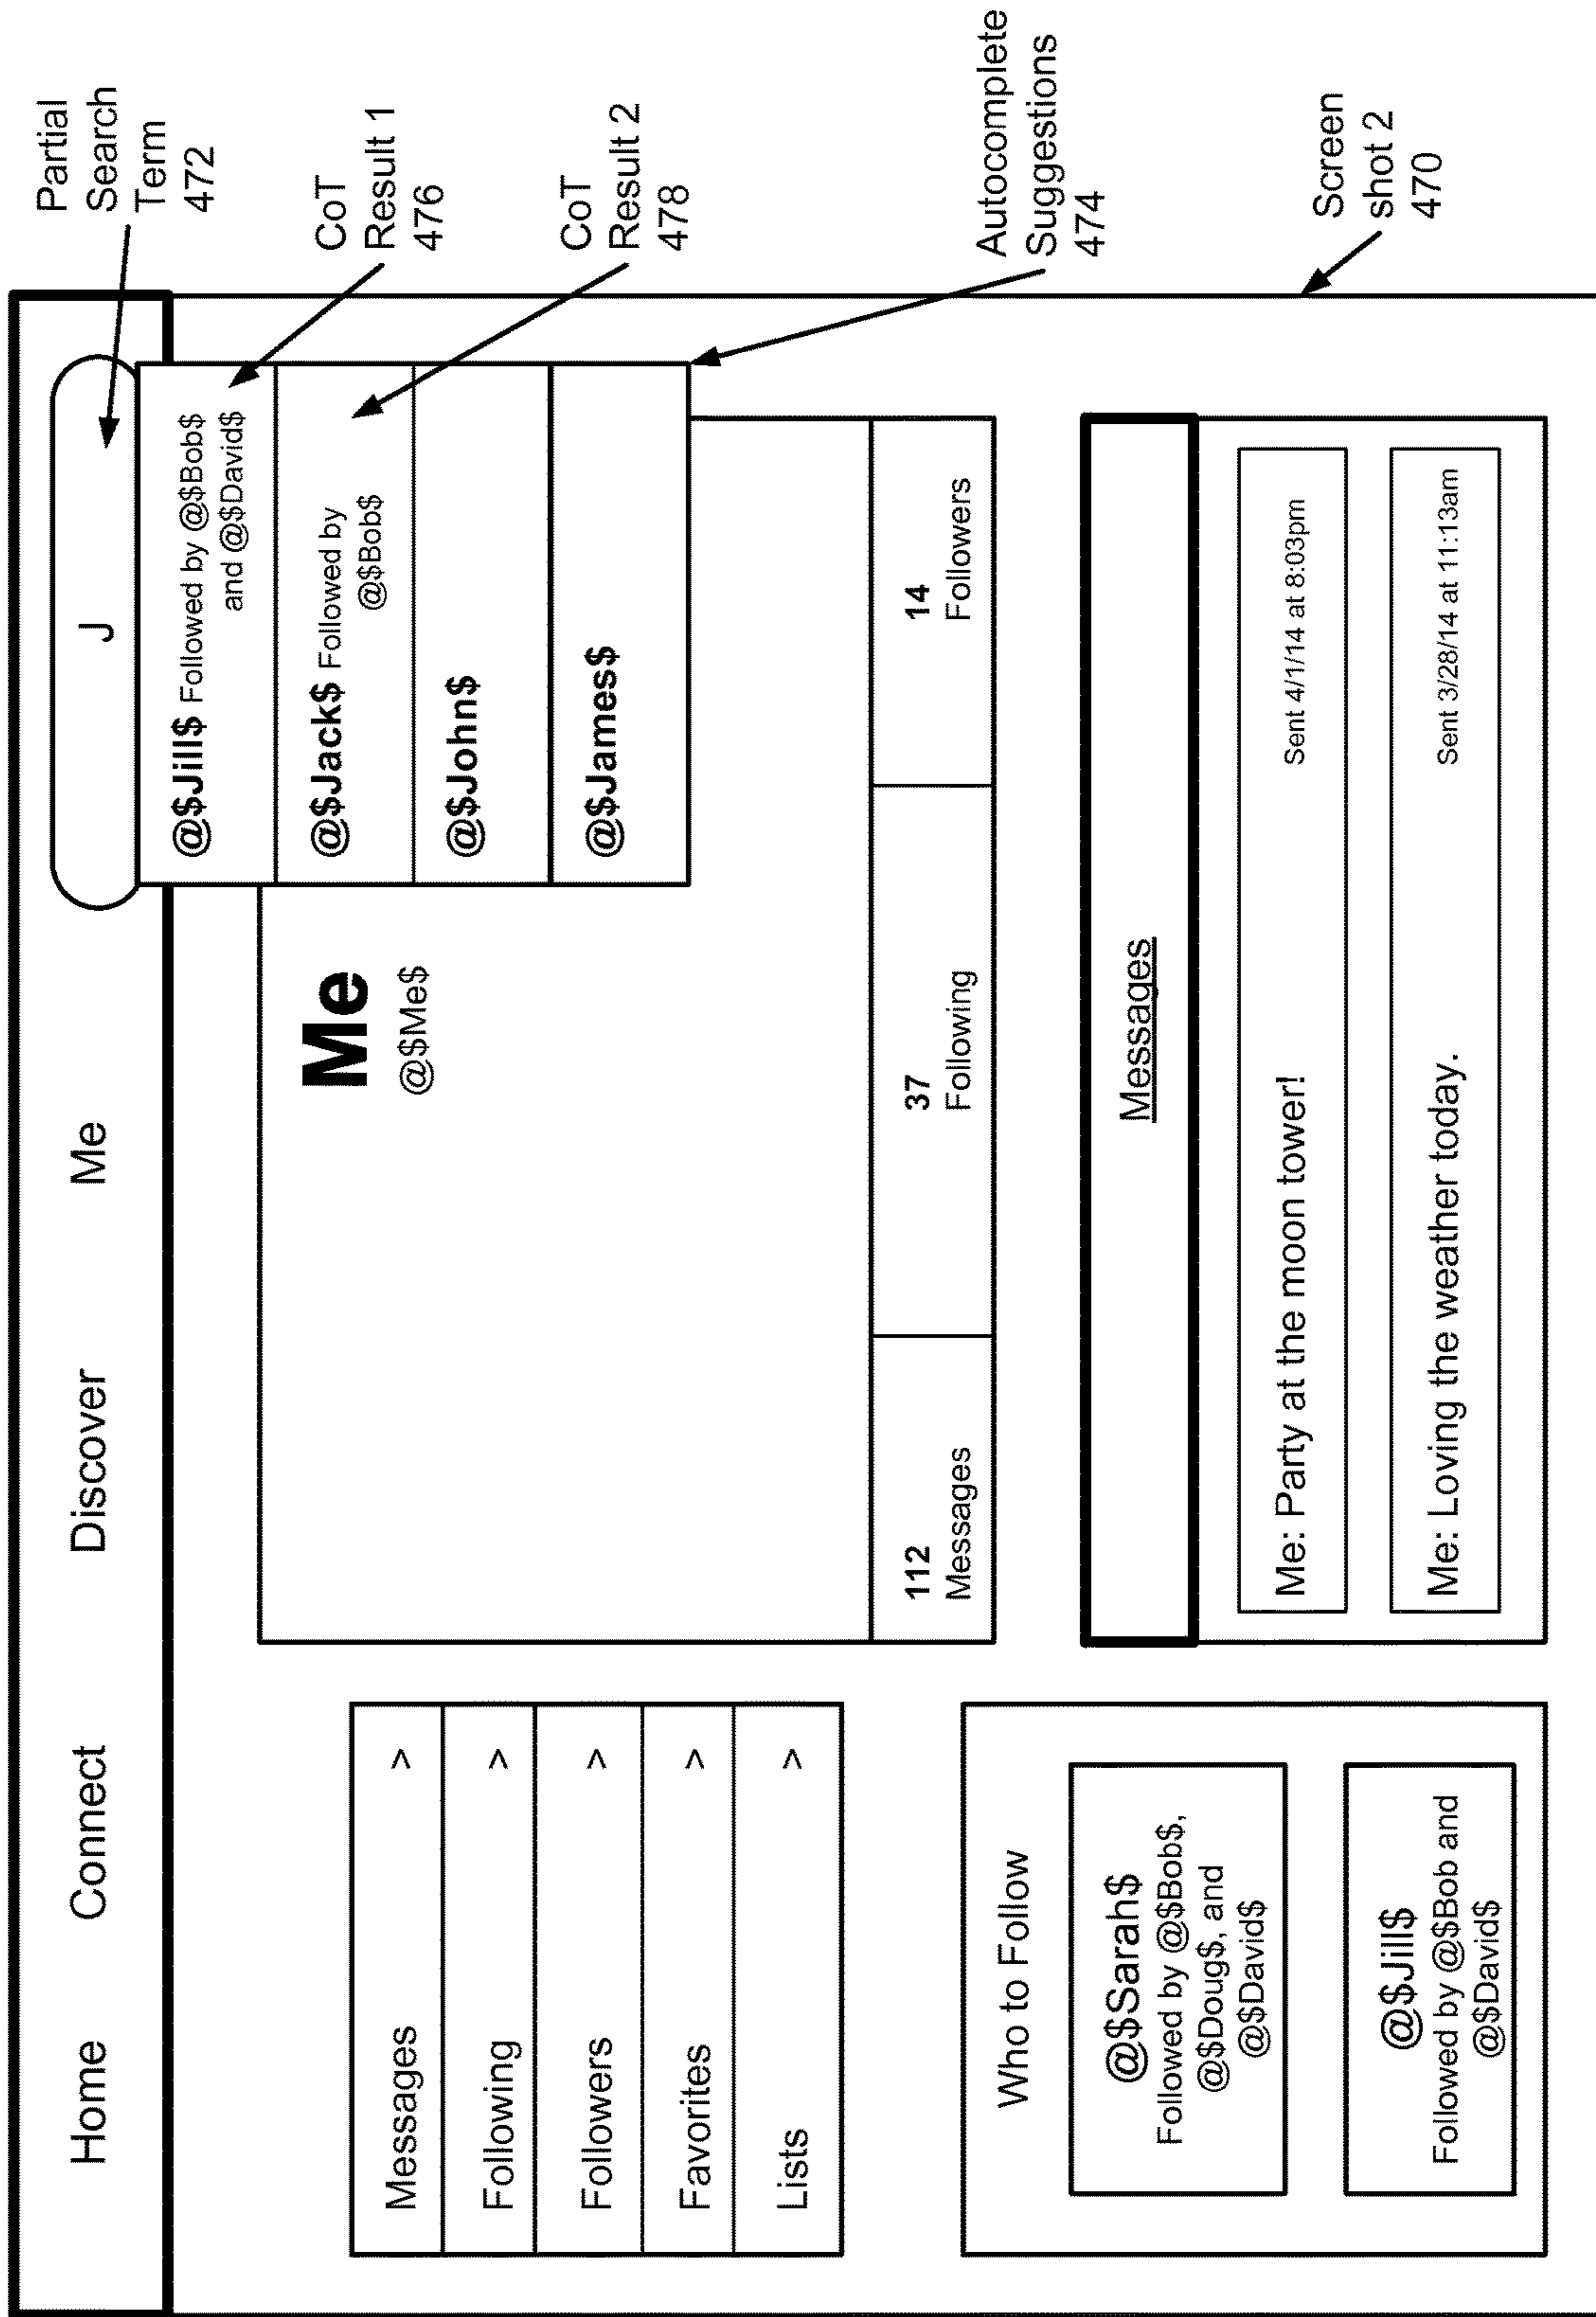 Home
Connect
Discover
Me
J
Partial
Search
Term
472
@$Jill$ Followed by @$Bob$
and @$David$
@$Jack$ Followed by
@$Bob$
@$John$
@$James$
CoT
Result 1
476
CoT
Result 2
478
Autocomplete
Suggestions
474
Screen
shot 2
470
Messages >
Following >
Followers >
Favorites >
Lists >
Me
@$Me$
112
Messages
37
Following
14
Followers
Who to Follow
@$Sarah$
Followed by @$Bob$,
@$Doug$, and
@$David$
@$Jill$
Followed by @$Bob and
@$David$
Messages
Me: Party at the moon tower! Sent 4/1/14 at 8:03pm
Me: Loving the weather today. Sent 3/28/14 at 11:13am